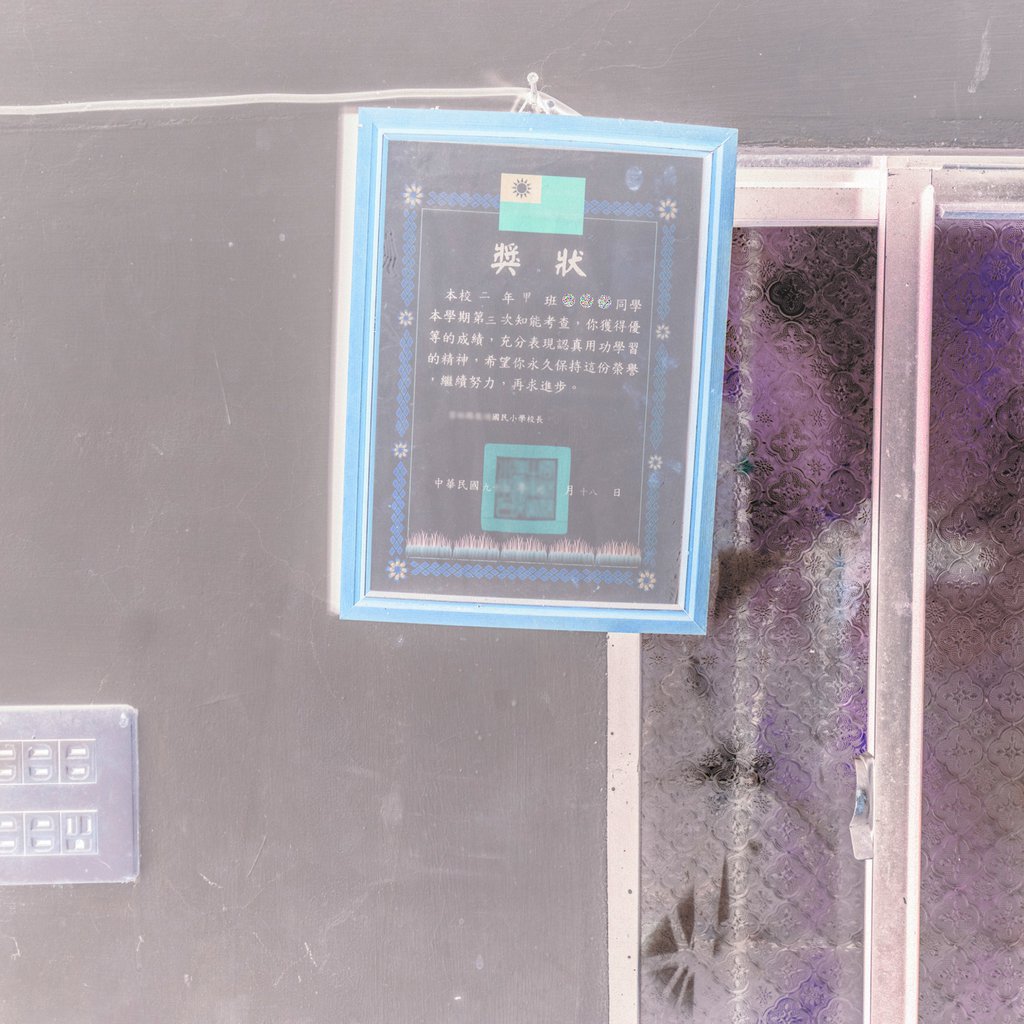 獎狀
本校 二 年 甲 班 同學
本學期第三次知能考查，你獲得優
等的成績，充分表現認真用功學習
的精神，希望你永久保持這份榮譽
，繼續努力，再求進步。
國民小學校長
中華民國九 月十八 日